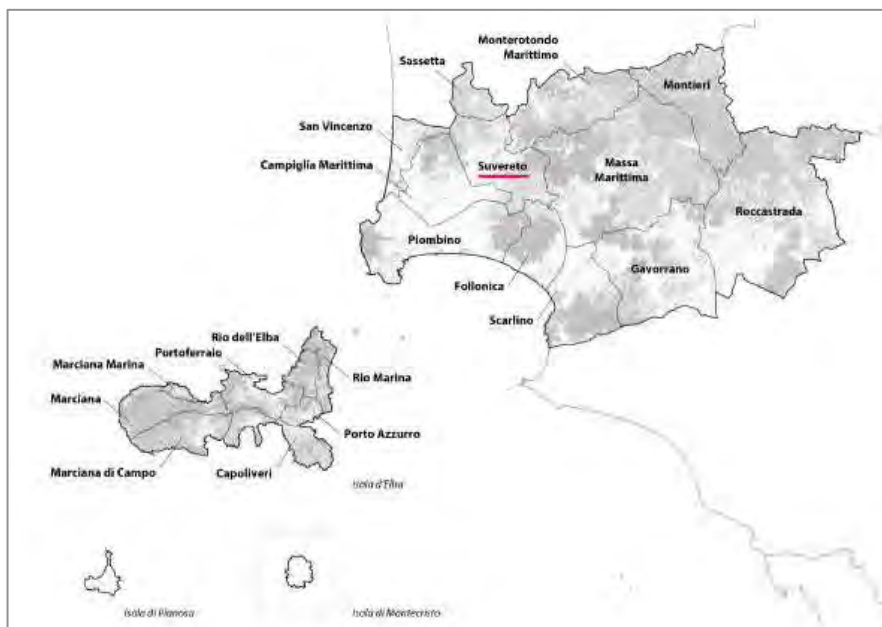 Monterotondo
Marittimo
Sassetta
Montieri
San Vincenzo
Campiglia Marittima
Suvereto
Massa
Marittima
Roccastrada
Piombino
Gavorrano
Follonica
Scarlino
Rio dell'Elba
Portoferraio
Marciana Marina
Rio Marina
Marciana
Porto Azzurro
Marciana di Campo
Capoliveri
Isola d'Elba
Isola di Pianosa
Isola di Montecristo